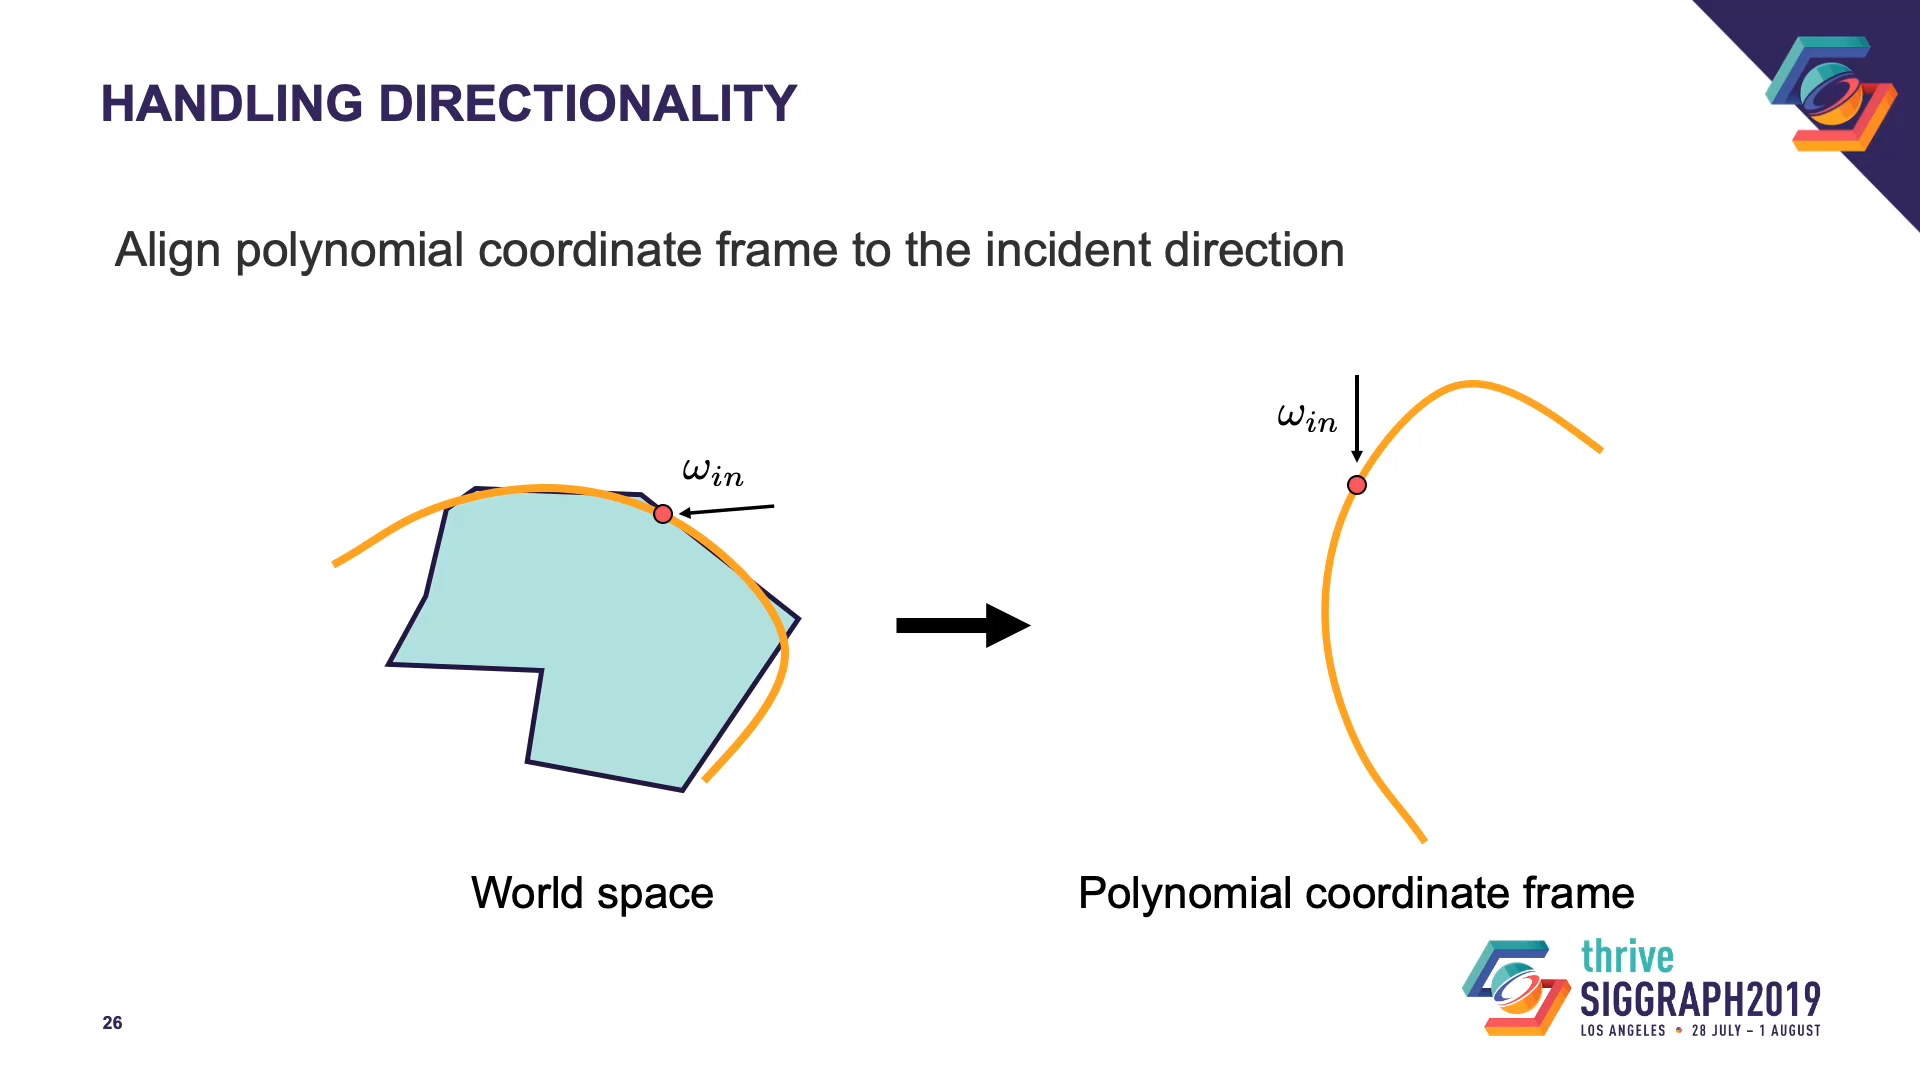 HANDLING DIRECTIONALITY
Align polynomial coordinate frame to the incident direction
ω_in
ω_in
World space
Polynomial coordinate frame
thrive
SIGGRAPH2019
LOS ANGELES • 28 JULY – 1 AUGUST
26